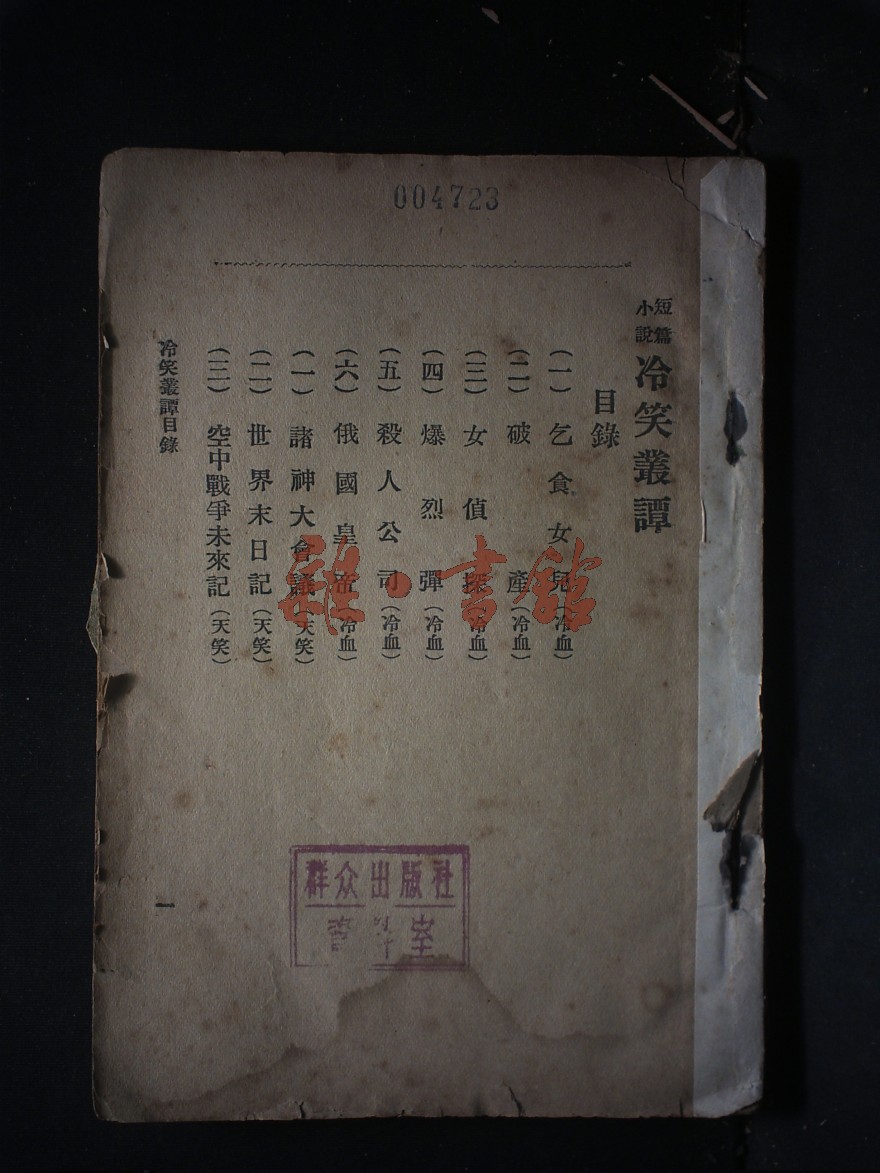 004723
短篇小說 冷笑叢譚
目錄
（一）乞食女兒（冷血）
（二）破產（冷血）
（三）女偵探（冷血）
（四）爆烈彈（冷血）
（五）殺人公司（冷血）
（六）俄國皇帝（冷血）
（一）諸神大會議（天笑）
（二）世界末日記（天笑）
（三）空中戰爭未來記（天笑）
冷笑叢譚目錄
一
群众出版社
室
書館